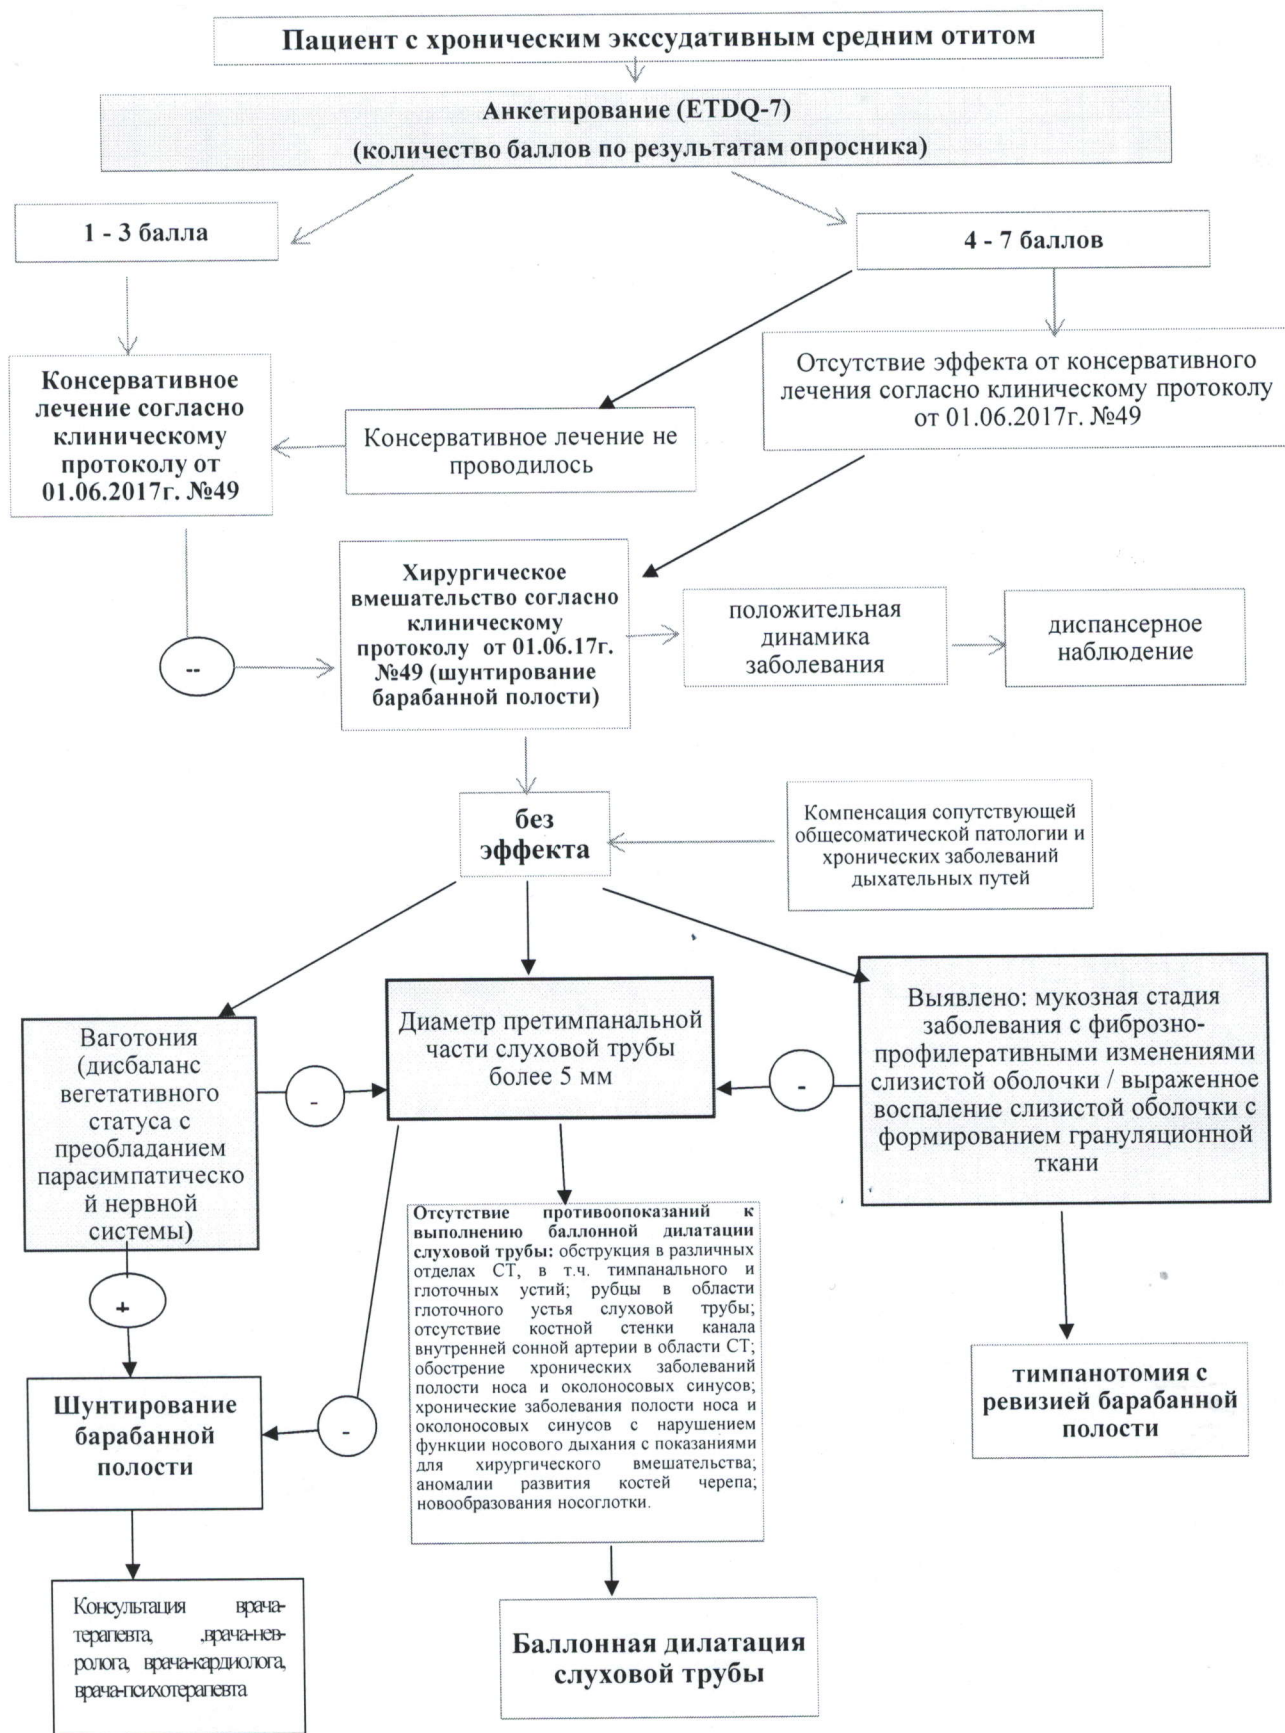 Пациент с хроническим экссудативным средним отитом
Анкетирование (ETDQ-7)
(количество баллов по результатам опросника)
1 - 3 балла
4 - 7 баллов
Консервативное
лечение согласно
клиническому
протоколу от
01.06.2017г. №49
Консервативное лечение не
проводилось
Отсутствие эффекта от консервативного
лечения согласно клиническому протоколу
от 01.06.2017г. №49
--
Хирургическое
вмешательство согласно
клиническому
протоколу от 01.06.17г.
№49 (шунтирование
барабанной полости)
положительная
динамика
заболевания
диспансерное
наблюдение
без
эффекта
Компенсация сопутствующей
общесоматической патологии и
хронических заболеваний
дыхательных путей
Ваготония
(дисбаланс
вегетативного
статуса с
преобладанием
парасимпатическо
й нервной
системы)
-
Диаметр претимпанальной
части слуховой трубы
более 5 мм
-
Выявлено: мукозная стадия
заболевания с фиброзно-
профилеративными изменениями
слизистой оболочки / выраженное
воспаление слизистой оболочки с
формированием грануляционной
ткани
+
Отсутствие противоопоказаний к
выполнению баллонной дилатации
слуховой трубы: обструкция в различных
отделах СТ, в т.ч. тимпанального и
глоточных устий; рубцы в области
глоточного устья слуховой трубы;
отсутствие костной стенки канала
внутренней сонной артерии в области СТ;
обострение хронических заболеваний
полости носа и околоносовых синусов;
хронические заболевания полости носа и
околоносовых синусов с нарушением
функции носового дыхания с показаниями
для хирургического вмешательства;
аномалии развития костей черепа;
новообразования носоглотки.
тимпанотомия с
ревизией барабанной
полости
Шунтирование
барабанной
полости
-
Консультация врача-
терапевта, ,врача-нев-
ролога, врача-кардиолога,
врача-психотерапевта
Баллонная дилатация
слуховой трубы